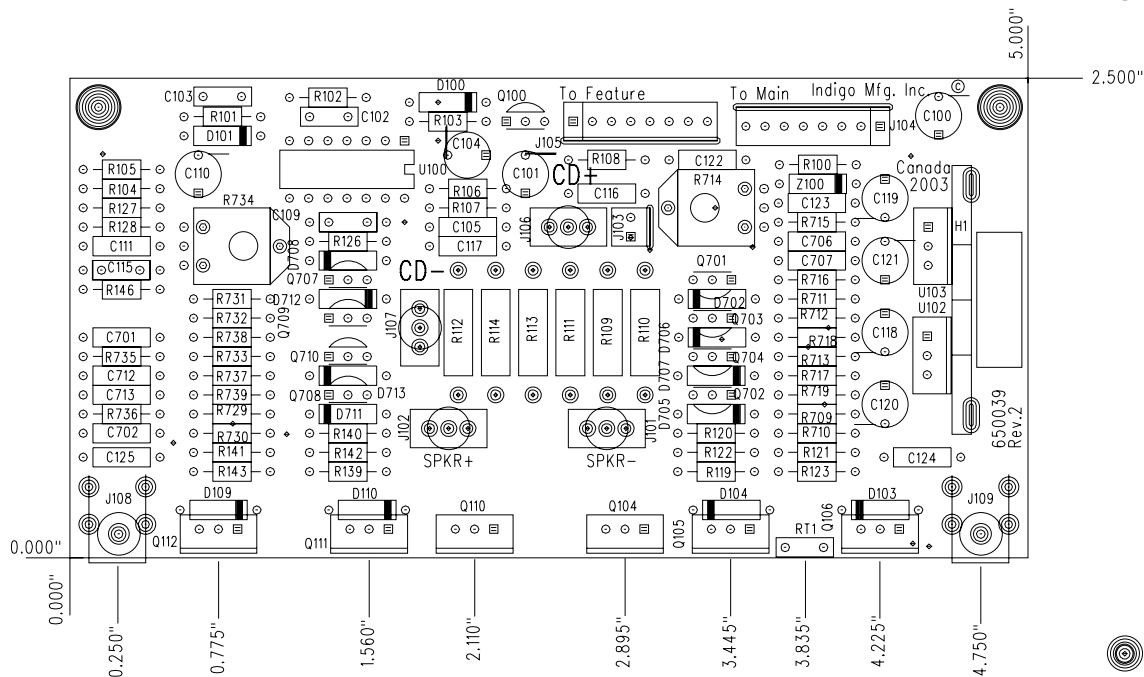 5.000"
2.500"
C103
R102
D100
Q100
To Feature
To Main
Indigo Mfg. Inc.
©
R101
C102
R103
J105
J104
C100
D101
C104
U100
C110
C101
CD+
R108
C122
R100
Canada
2003
R105
R104
R127
R128
C111
C115
R146
R734
C109
R126
D708
Q707
D712
Q709
R106
R107
C105
C117
C116
J106
J103
R714
Z100
C123
R715
C706
C707
R716
R711
R712
R718
R713
R717
R719
R709
R710
R121
R123
C119
C121
C118
C120
H1
U103
U102
CD-
J107
R112
R114
R113
R111
R109
R110
Q701
D702
Q703
D706
Q704
D707
Q702
D705
R731
R732
R738
R733
R737
R739
R729
R730
R141
R143
C701
R735
C712
C713
R736
C702
C125
Q710
Q708
D713
D711
R140
R142
R139
J102
SPKR+
J101
SPKR-
R120
R122
R119
C124
650039
Rev.2
J108
D109
D110
Q110
Q104
D104
D103
J109
Q112
Q111
Q105
RT1
Q106
0.000"
0.000"
0.250"
0.775"
1.560"
2.110"
2.895"
3.445"
3.835"
4.225"
4.750"